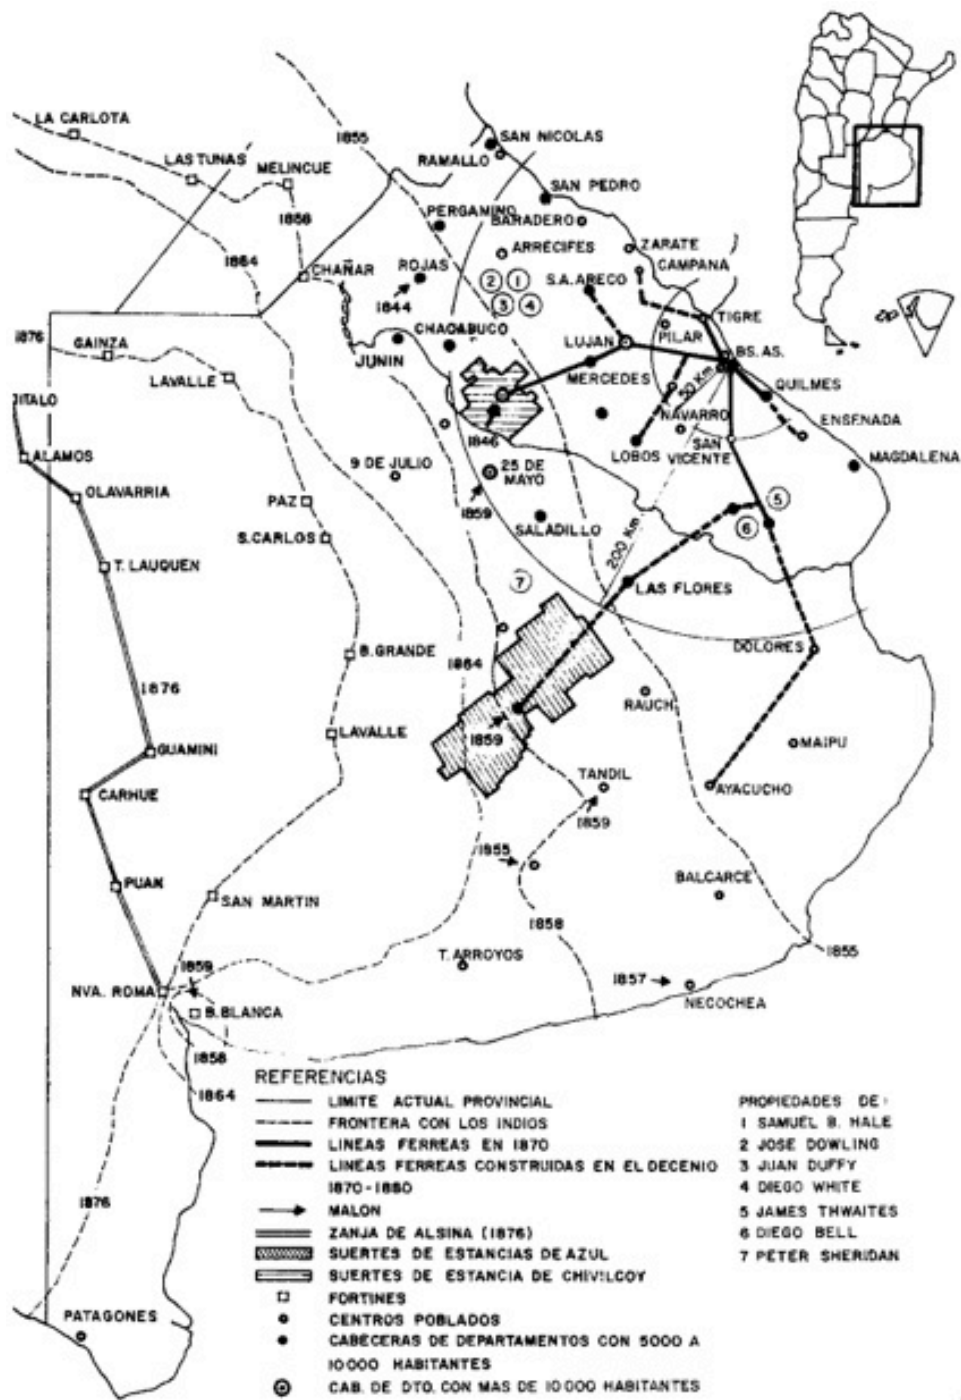 LA CARLOTA
LAS TUNAS
MELINCUE
1858
1864
CHAÑAR
1855
SAN NICOLAS
RAMALLO
SAN PEDRO
PERGAMINO
BARADERO
ARRECIFES
ZARATE
CAMPANA
ROJAS
1844
2 1
3 4
S.A. ARECO
TIGRE
PILAR
CHACABUCO
JUNIN
LUJAN
BS. AS.
MERCEDES
50 Km
QUILMES
NAVARRO
ENSENADA
1846
LOBOS
SAN
VICENTE
MAGDALENA
1876
GAINZA
LAVALLE
ITALO
ALAMOS
OLAVARRIA
9 DE JULIO
25 DE
MAYO
1859
PAZ
S. CARLOS
SALADILLO
5
6
200 Km
T. LAUQUEN
7
LAS FLORES
B. GRANDE
1864
DOLORES
1876
RAUCH
LAVALLE
1859
MAIPU
GUAMINI
TANDIL
AYACUCHO
CARHUE
1859
1855
PUAN
BALCARCE
SAN MARTIN
1858
1855
T. ARROYOS
1859
NVA. ROMA
1857
NECOCHEA
B. BLANCA
1858
1864
1876
PATAGONES
REFERENCIAS
LIMITE ACTUAL PROVINCIAL
FRONTERA CON LOS INDIOS
LINEAS FERREAS EN 1870
LINEAS FERREAS CONSTRUIDAS EN EL DECENIO
1870-1880
MALON
ZANJA DE ALSINA (1876)
SUERTES DE ESTANCIAS DE AZUL
SUERTES DE ESTANCIA DE CHIVILCOY
FORTINES
CENTROS POBLADOS
CABECERAS DE DEPARTAMENTOS CON 5000 A
10000 HABITANTES
CAB. DE DTO. CON MAS DE 10000 HABITANTES
PROPIEDADES DE:
1 SAMUEL B. HALE
2 JOSE DOWLING
3 JUAN DUFFY
4 DIEGO WHITE
5 JAMES THWAITES
6 DIEGO BELL
7 PETER SHERIDAN